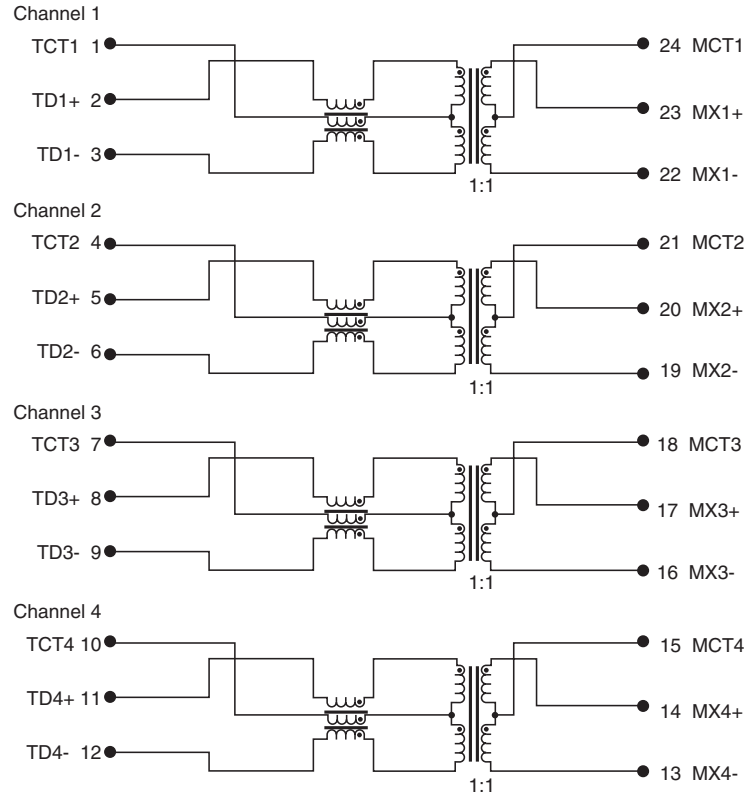 Channel 1
TCT1 1
24 MCT1
TD1+ 2
23 MX1+
TD1- 3
22 MX1-
1:1
Channel 2
TCT2 4
21 MCT2
TD2+ 5
20 MX2+
TD2- 6
19 MX2-
1:1
Channel 3
TCT3 7
18 MCT3
TD3+ 8
17 MX3+
TD3- 9
16 MX3-
1:1
Channel 4
TCT4 10
15 MCT4
TD4+ 11
14 MX4+
TD4- 12
13 MX4-
1:1